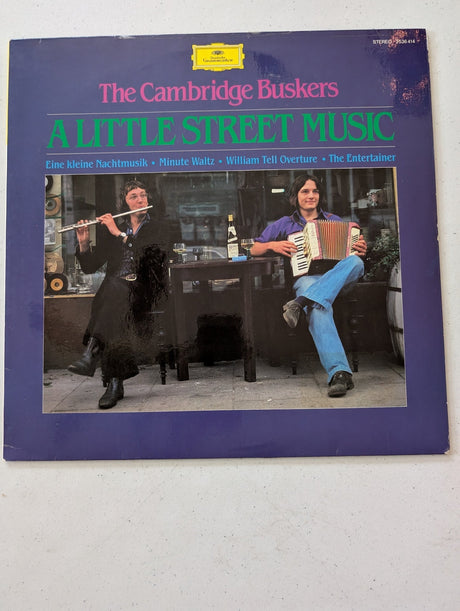 Deutsche
Grammophon
STEREO 2536 414
The Cambridge Buskers
A LITTLE STREET MUSIC
Eine kleine Nachtmusik • Minute Waltz • William Tell Overture • The Entertainer